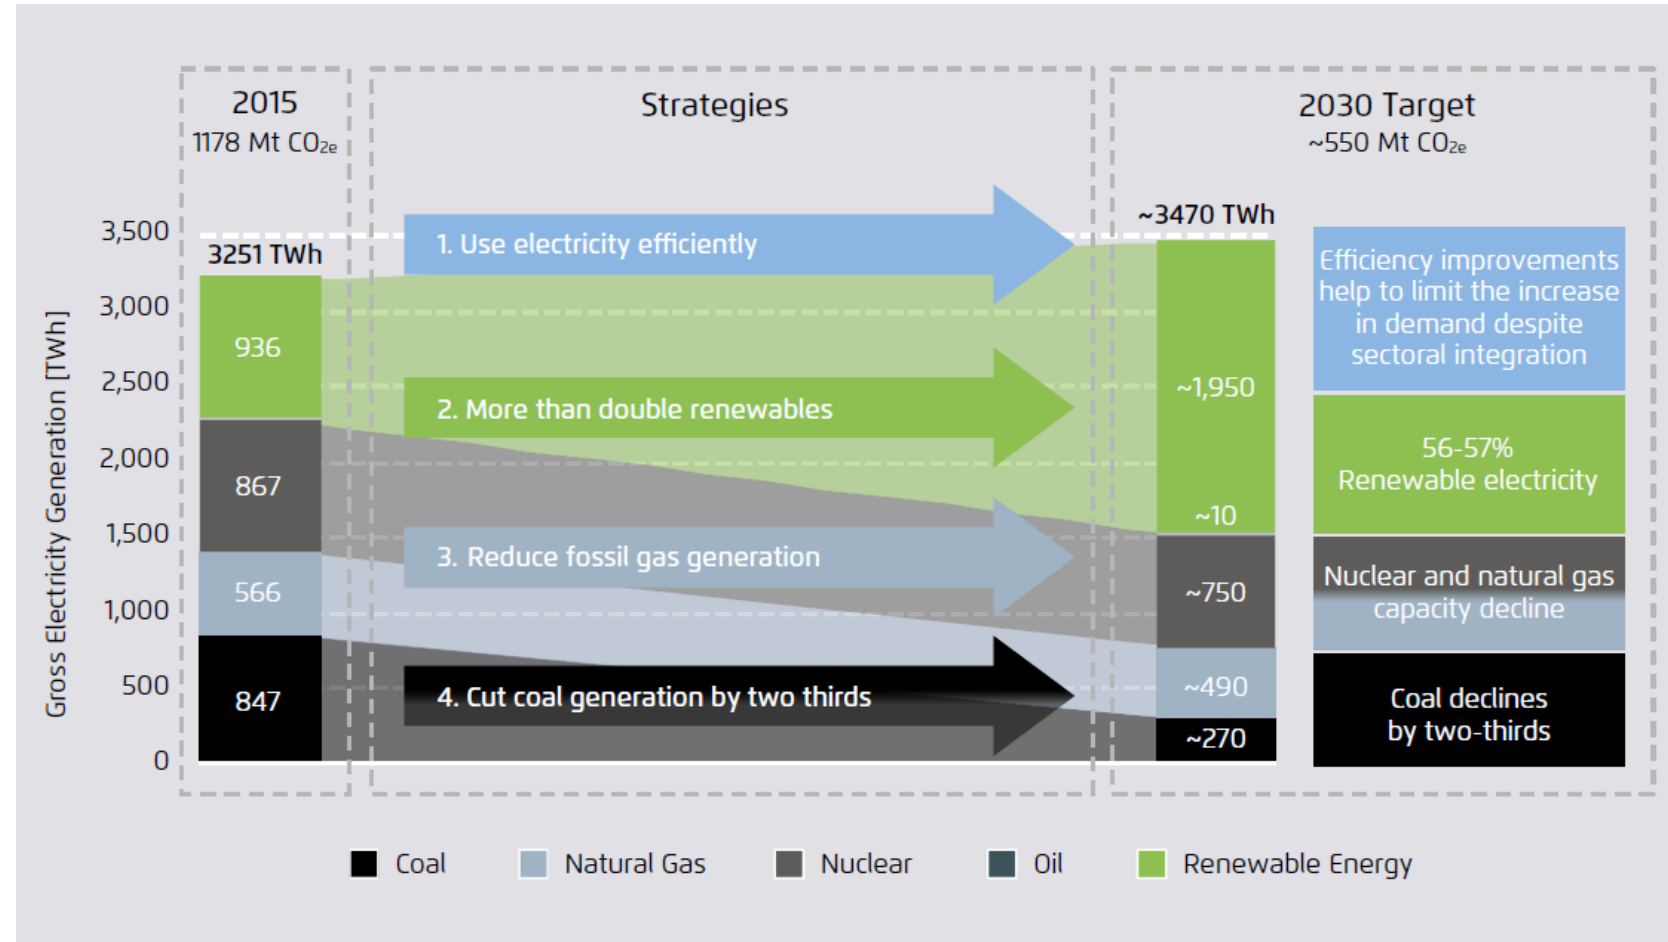 2015
1178 Mt CO2e
Strategies
2030 Target
~550 Mt CO2e
Gross Electricity Generation [TWh]
3,500
3,000
2,500
2,000
1,500
1,000
500
0
3251 TWh
936
867
566
847
1. Use electricity efficiently
2. More than double renewables
3. Reduce fossil gas generation
4. Cut coal generation by two thirds
~3470 TWh
~1,950
~10
~750
~490
~270
Efficiency improvements
help to limit the increase
in demand despite
sectoral integration
56-57%
Renewable electricity
Nuclear and natural gas
capacity decline
Coal declines
by two-thirds
Coal
Natural Gas
Nuclear
Oil
Renewable Energy